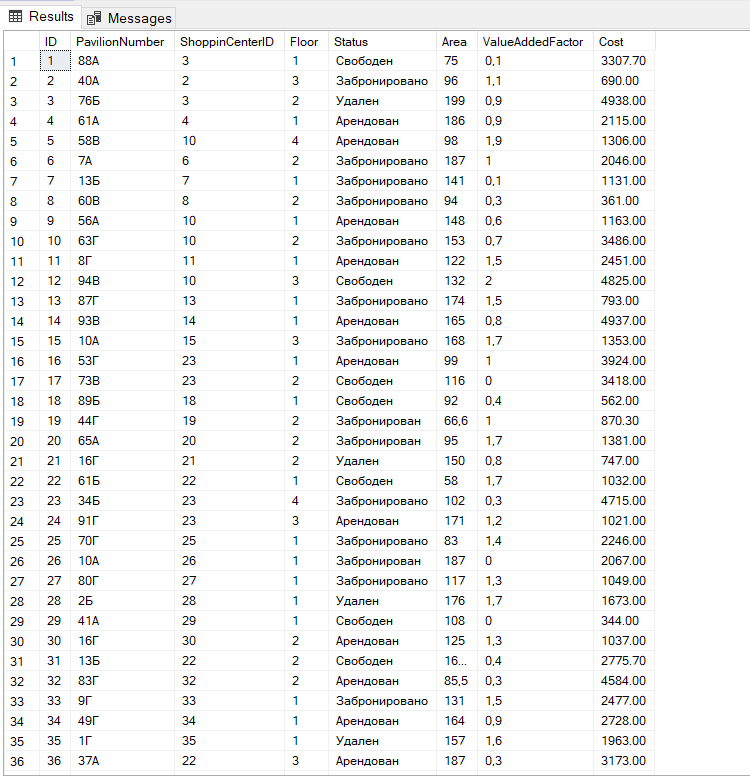 Results Messages
ID PavilionNumber ShoppinCenterID Floor Status Area ValueAddedFactor Cost
1 1 88А 3 1 Свободен 75 0,1 3307.70
2 2 40А 2 3 Забронировано 96 1,1 690.00
3 3 76Б 3 2 Удален 199 0,9 4938.00
4 4 61А 4 1 Арендован 186 0,9 2115.00
5 5 58В 10 4 Арендован 98 1,9 1306.00
6 6 7А 6 2 Забронировано 187 1 2046.00
7 7 13Б 7 1 Забронировано 141 0,1 1131.00
8 8 60В 8 2 Забронировано 94 0,3 361.00
9 9 56А 10 1 Арендован 148 0,6 1163.00
10 10 63Г 10 2 Забронировано 153 0,7 3486.00
11 11 8Г 11 1 Арендован 122 1,5 2451.00
12 12 94В 10 3 Свободен 132 2 4825.00
13 13 87Г 13 1 Забронировано 174 1,5 793.00
14 14 93В 14 1 Арендован 165 0,8 4937.00
15 15 10А 15 3 Забронировано 168 1,7 1353.00
16 16 53Г 23 1 Арендован 99 1 3924.00
17 17 73В 23 2 Свободен 116 0 3418.00
18 18 89Б 18 1 Свободен 92 0,4 562.00
19 19 44Г 19 2 Забронирован 66,6 1 870.30
20 20 65А 20 2 Забронирован 95 1,7 1381.00
21 21 16Г 21 2 Удален 150 0,8 747.00
22 22 61Б 22 1 Свободен 58 1,7 1032.00
23 23 34Б 23 4 Забронировано 102 0,3 4715.00
24 24 91Г 23 3 Арендован 171 1,2 1021.00
25 25 70Г 25 1 Забронировано 83 1,4 2246.00
26 26 10А 26 1 Забронировано 187 0 2067.00
27 27 80Г 27 1 Забронировано 117 1,3 1049.00
28 28 2Б 28 1 Удален 176 1,7 1673.00
29 29 41А 29 1 Свободен 108 0 344.00
30 30 16Г 30 2 Арендован 125 1,3 1037.00
31 31 13Б 22 2 Свободен 16... 0,4 2775.70
32 32 83Г 32 2 Арендован 85,5 0,3 4584.00
33 33 9Г 33 1 Забронировано 131 1,5 2477.00
34 34 49Г 34 1 Арендован 164 0,9 2728.00
35 35 1Г 35 1 Удален 157 1,6 1963.00
36 36 37А 22 3 Арендован 187 0,3 3173.00